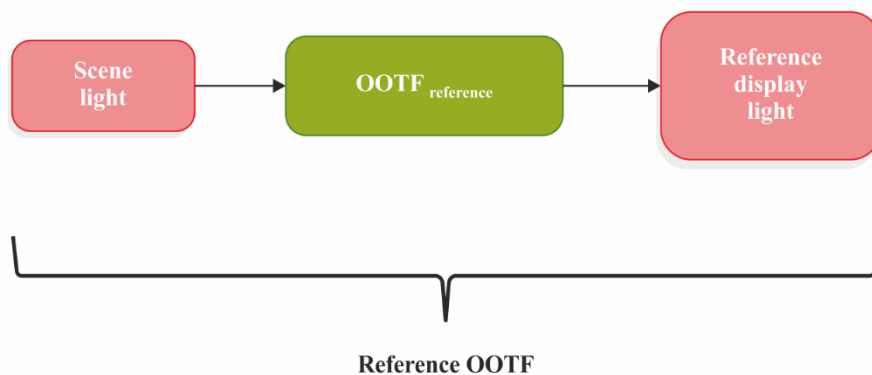 Scene
light
OOTF reference
Reference
display
light
Reference OOTF